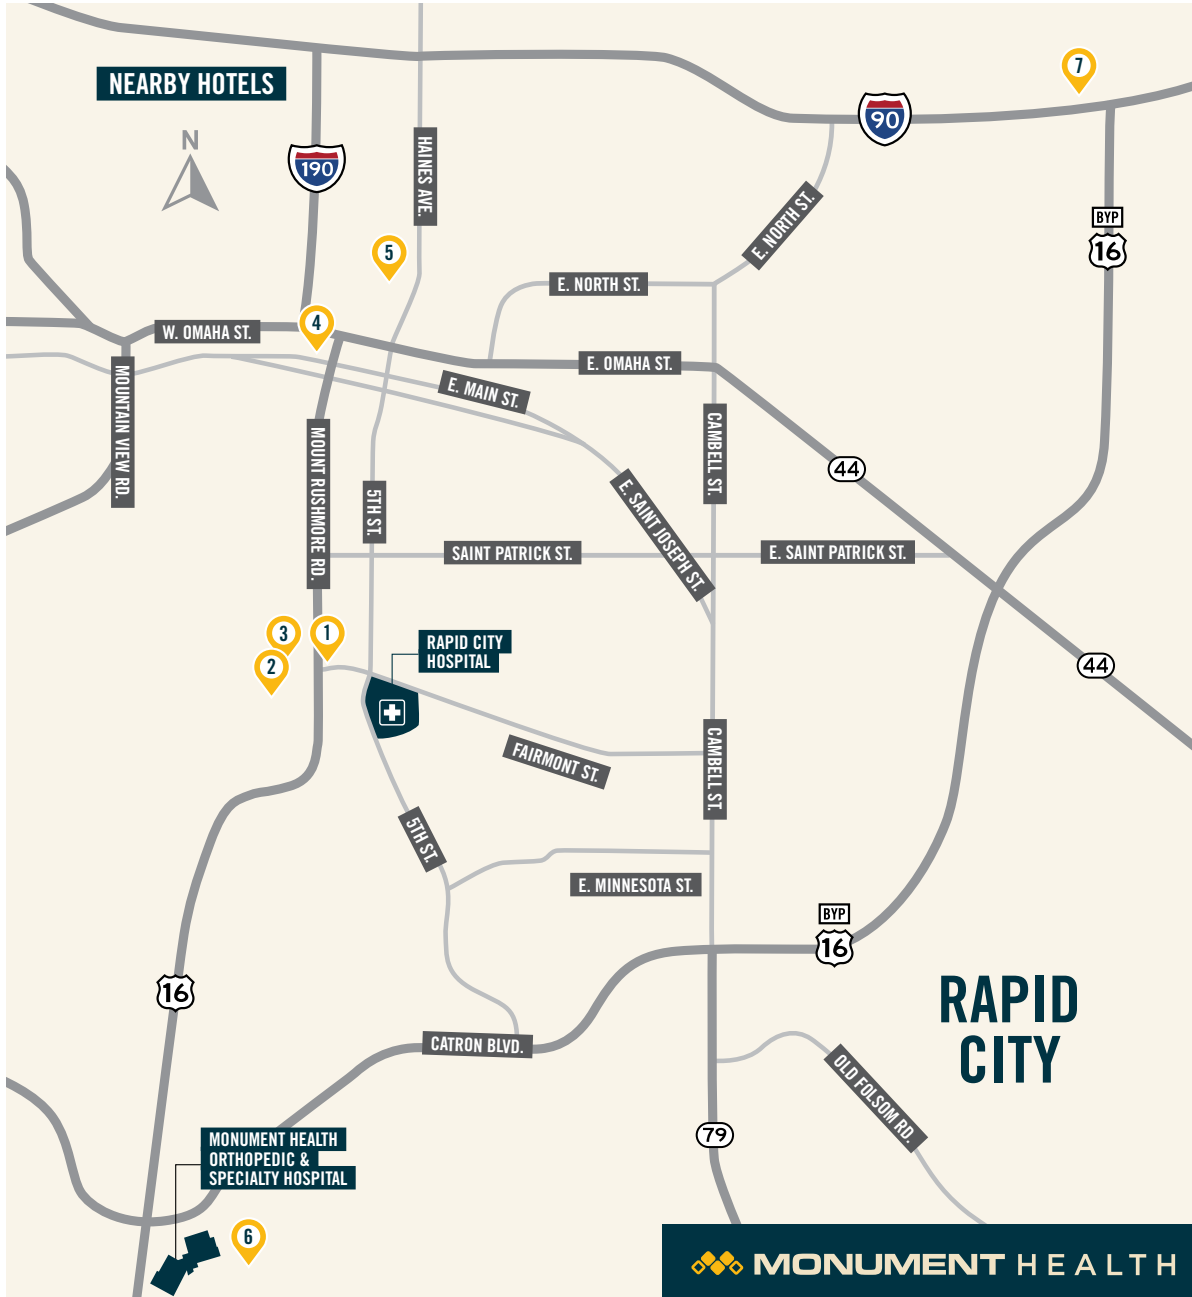 NEARBY HOTELS
N
190
HAINES AVE.
90
7
BYP
16
E. NORTH ST.
5
E. NORTH ST.
4
W. OMAHA ST.
E. OMAHA ST.
MOUNTAIN VIEW RD.
E. MAIN ST.
CAMBELL ST.
44
MOUNT RUSHMORE RD.
5TH ST.
E. SAINT JOSEPH ST.
SAINT PATRICK ST.
E. SAINT PATRICK ST.
3
1
2
RAPID CITY
HOSPITAL
44
FAIRMONT ST.
CAMBELL ST.
5TH ST.
E. MINNESOTA ST.
BYP
16
16
RAPID
CITY
CATRON BLVD.
OLD FOLSOM RD.
79
MONUMENT HEALTH
ORTHOPEDIC &
SPECIALTY HOSPITAL
6
MONUMENT HEALTH